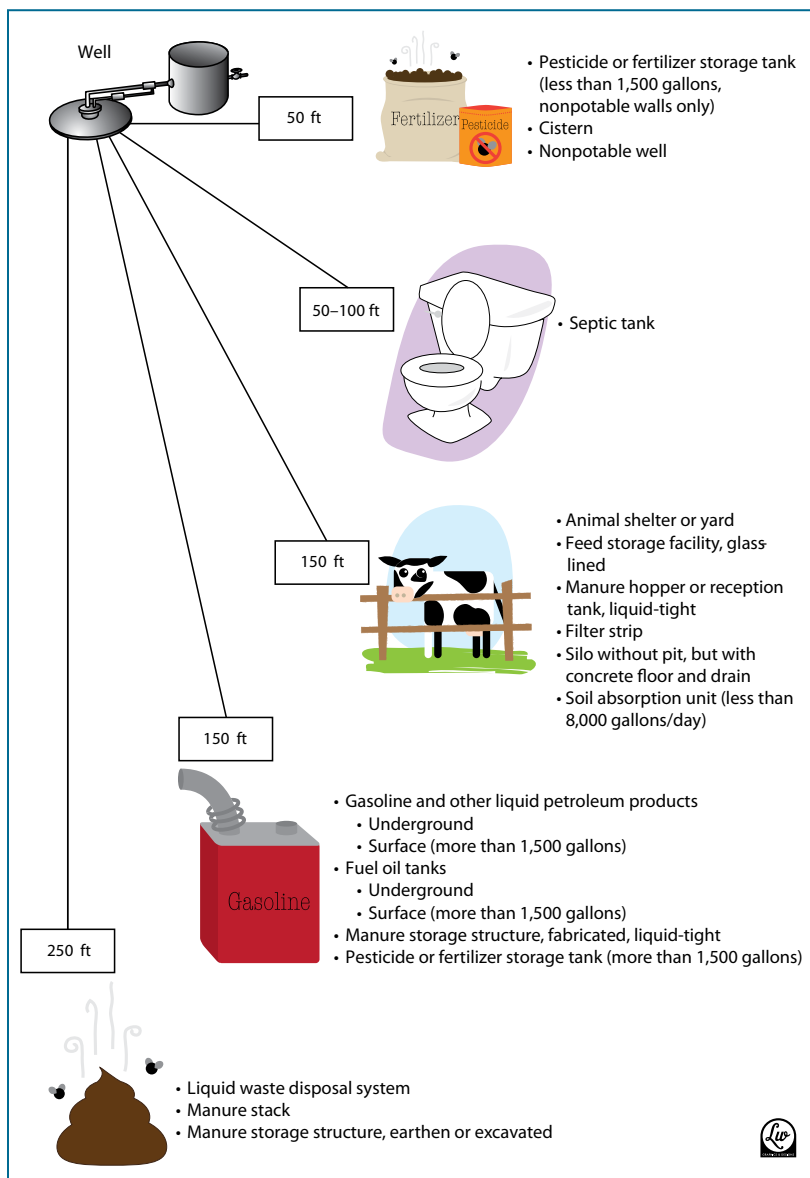 Well
50 ft
Fertilizer
Pesticide
• Pesticide or fertilizer storage tank
(less than 1,500 gallons,
nonpotable walls only)
• Cistern
• Nonpotable well
50–100 ft
• Septic tank
150 ft
• Animal shelter or yard
• Feed storage facility, glass-
lined
• Manure hopper or reception
tank, liquid-tight
• Filter strip
• Silo without pit, but with
concrete floor and drain
• Soil absorption unit (less than
8,000 gallons/day)
150 ft
Gasoline
• Gasoline and other liquid petroleum products
• Underground
• Surface (more than 1,500 gallons)
• Fuel oil tanks
• Underground
• Surface (more than 1,500 gallons)
• Manure storage structure, fabricated, liquid-tight
• Pesticide or fertilizer storage tank (more than 1,500 gallons)
250 ft
• Liquid waste disposal system
• Manure stack
• Manure storage structure, earthen or excavated
Lw